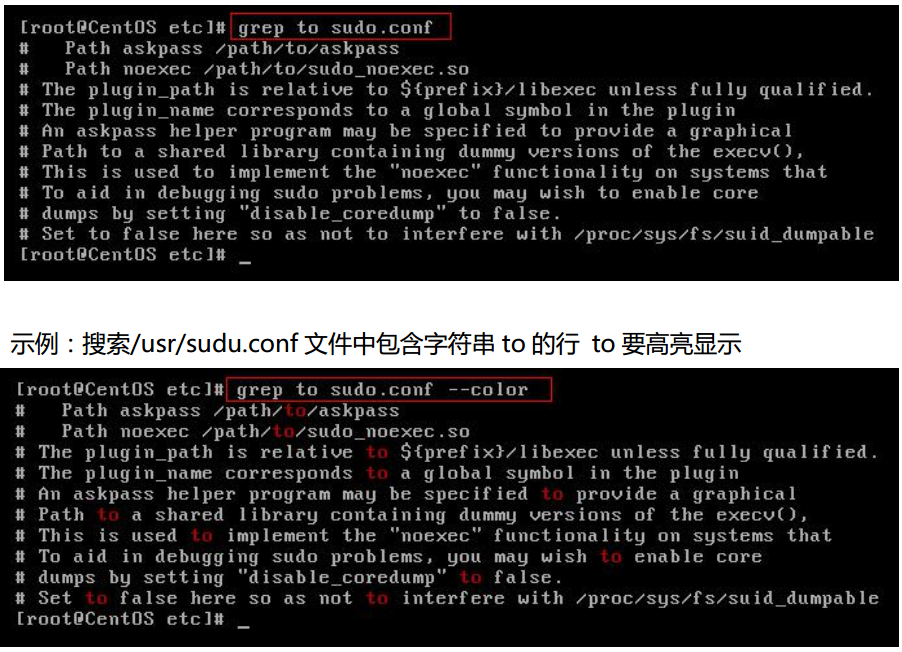 [root@CentOS etc]# grep to sudo.conf
#   Path askpass /path/to/askpass
#   Path noexec /path/to/sudo_noexec.so
# The plugin_path is relative to ${prefix}/libexec unless fully qualified.
# The plugin_name corresponds to a global symbol in the plugin
# An askpass helper program may be specified to provide a graphical
# Path to a shared library containing dummy versions of the execv(),
# This is used to implement the "noexec" functionality on systems that
# To aid in debugging sudo problems, you may wish to enable core
# dumps by setting "disable_coredump" to false.
# Set to false here so as not to interfere with /proc/sys/fs/suid_dumpable
[root@CentOS etc]# _
示例：搜索/usr/sudu.conf 文件中包含字符串 to 的行  to 要高亮显示
[root@CentOS etc]# grep to sudo.conf --color
#   Path askpass /path/to/askpass
#   Path noexec /path/to/sudo_noexec.so
# The plugin_path is relative to ${prefix}/libexec unless fully qualified.
# The plugin_name corresponds to a global symbol in the plugin
# An askpass helper program may be specified to provide a graphical
# Path to a shared library containing dummy versions of the execv(),
# This is used to implement the "noexec" functionality on systems that
# To aid in debugging sudo problems, you may wish to enable core
# dumps by setting "disable_coredump" to false.
# Set to false here so as not to interfere with /proc/sys/fs/suid_dumpable
[root@CentOS etc]# _